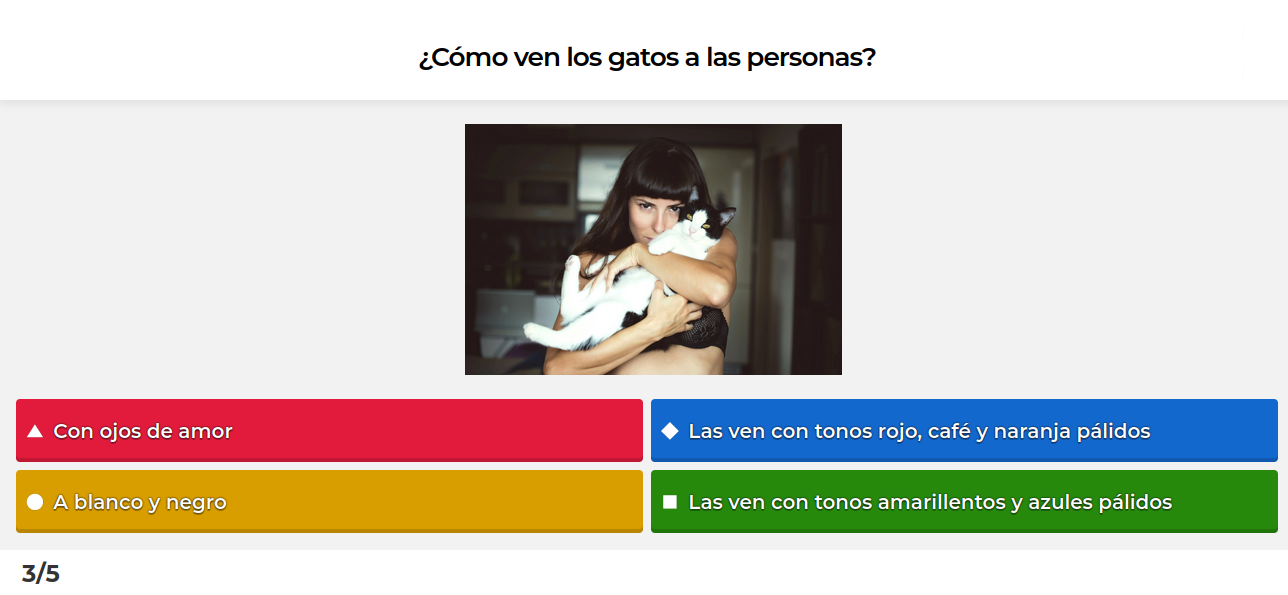 ¿Cómo ven los gatos a las personas?
Con ojos de amor
Las ven con tonos rojo, café y naranja pálidos
A blanco y negro
Las ven con tonos amarillentos y azules pálidos
3/5